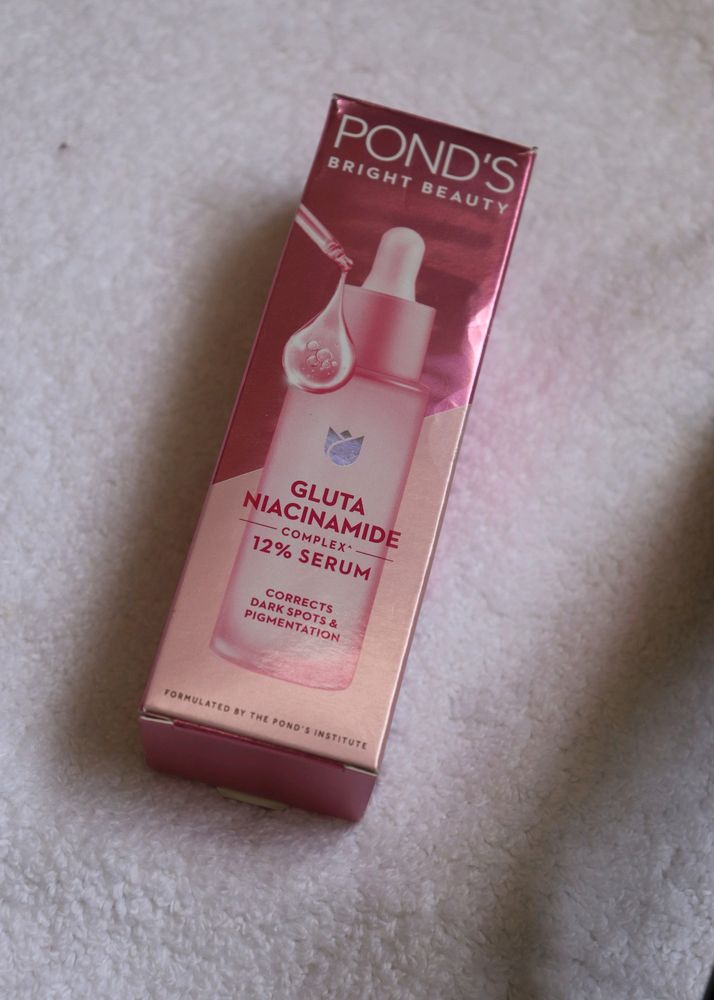 POND'S
BRIGHT BEAUTY
GLUTA
NIACINAMIDE
COMPLEX^
12% SERUM
CORRECTS
DARK SPOTS &
PIGMENTATION
FORMULATED BY THE POND'S INSTITUTE